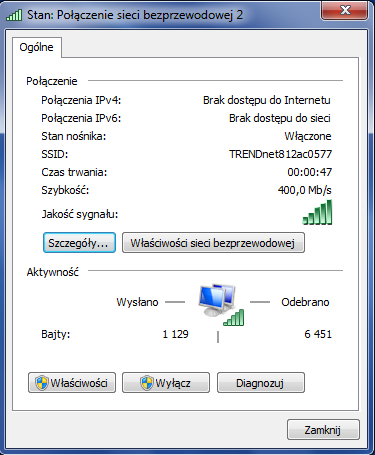 Stan: Połączenie sieci bezprzewodowej 2
Ogólne
Połączenie
Połączenia IPv4: Brak dostępu do Internetu
Połączenia IPv6: Brak dostępu do sieci
Stan nośnika: Włączone
SSID: TRENDnet812ac0577
Czas trwania: 00:00:47
Szybkość: 400,0 Mb/s
Jakość sygnału:
Szczegóły... Właściwości sieci bezprzewodowej
Aktywność
Wysłano Odebrano
Bajty: 1 129 6 451
Właściwości Wyłącz Diagnozuj
Zamknij